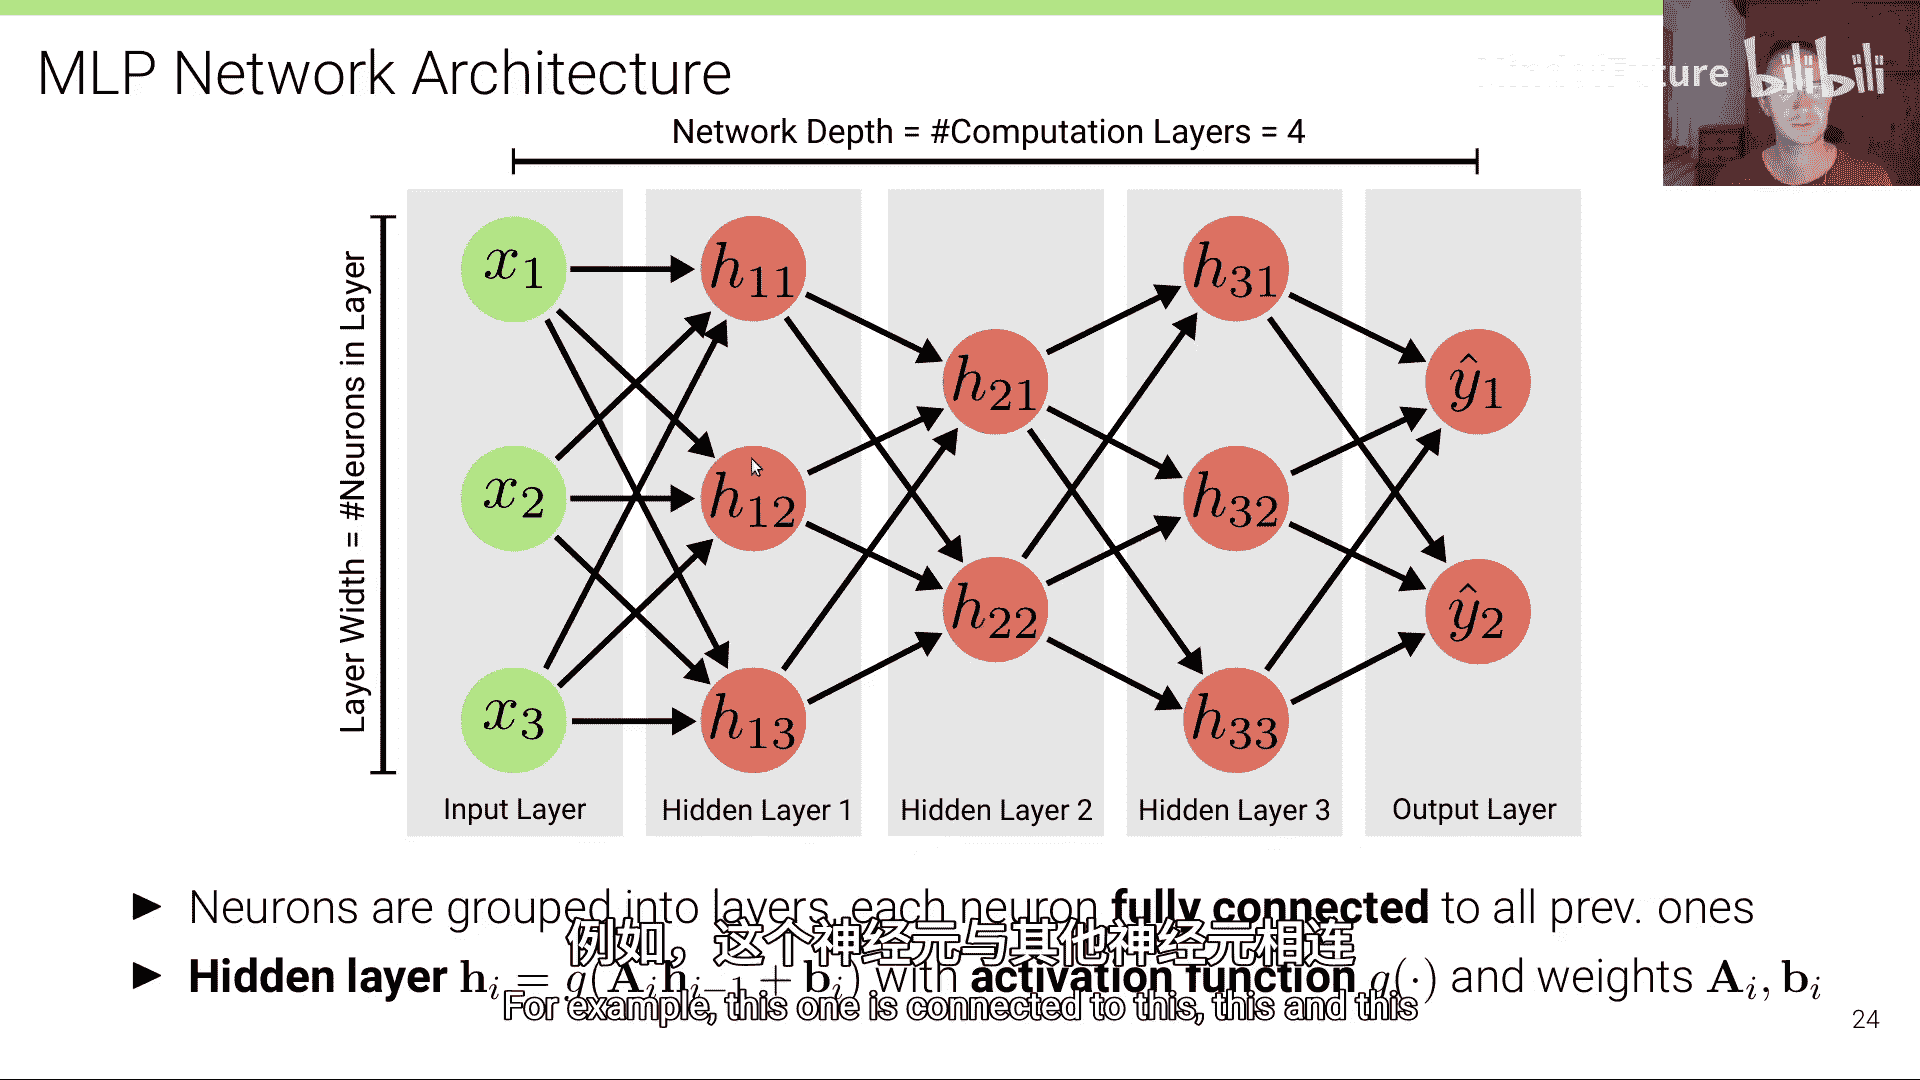 MLP Network Architecture
ture bilibili
Network Depth = #Computation Layers = 4
Layer Width = #Neurons in Layer
x₁ h₁₁ h₃₁
h₂₁ ŷ₁
x₂ h₁₂ h₃₂
h₂₂ ŷ₂
x₃ h₁₃ h₃₃
Input Layer Hidden Layer 1 Hidden Layer 2 Hidden Layer 3 Output Layer
► Neurons are grouped into layers, each neuron fully connected to all prev. ones
例如，这个神经元与其他神经元相连
► Hidden layer hᵢ = g(Aᵢhᵢ₋₁ + bᵢ) with activation function g(·) and weights Aᵢ, bᵢ
For example, this one is connected to this, this and this
24